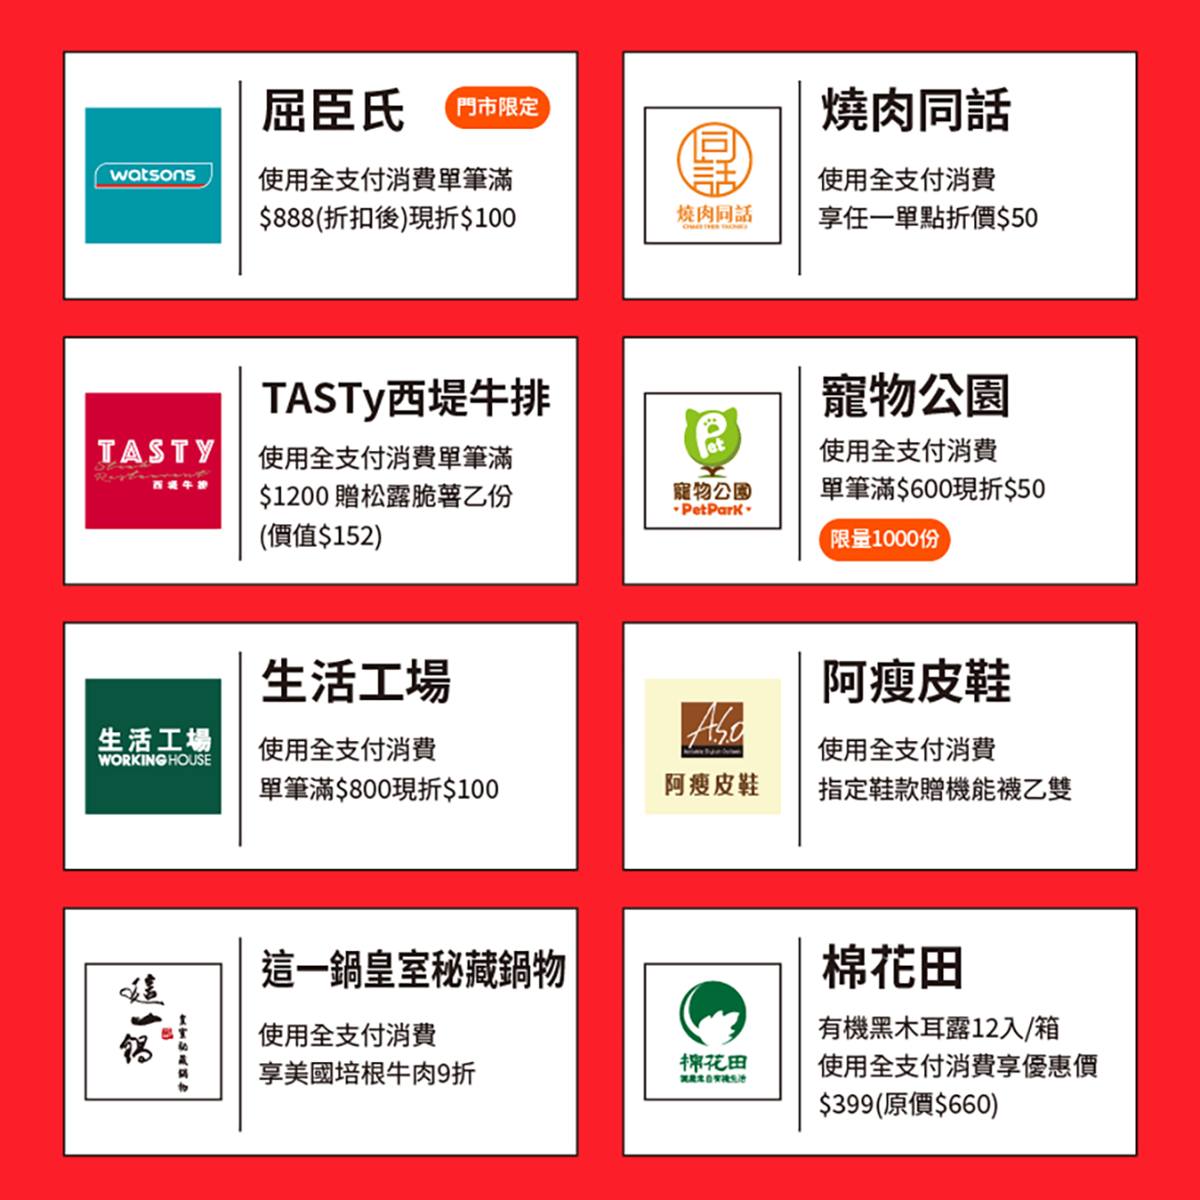 屈臣氏
門市限定
watsons
使用全支付消費單筆滿
$888(折扣後)現折$100
燒肉同話
同話
燒肉同話
使用全支付消費
享任一單點折價$50
TASTy西堤牛排
TASTY
西堤牛排
使用全支付消費單筆滿
$1200 贈松露脆薯乙份
(價值$152)
寵物公園
Pet
寵物公園
·PetParK·
使用全支付消費
單筆滿$600現折$50
限量1000份
生活工場
生活工場
WORKINGHOUSE
使用全支付消費
單筆滿$800現折$100
阿瘦皮鞋
A.S.O
阿瘦皮鞋
使用全支付消費
指定鞋款贈機能襪乙雙
這一鍋皇室秘藏鍋物
這一鍋
皇室秘藏鍋物
使用全支付消費
享美國培根牛肉9折
棉花田
棉花田
有機黑木耳露12入/箱
使用全支付消費享優惠價
$399(原價$660)